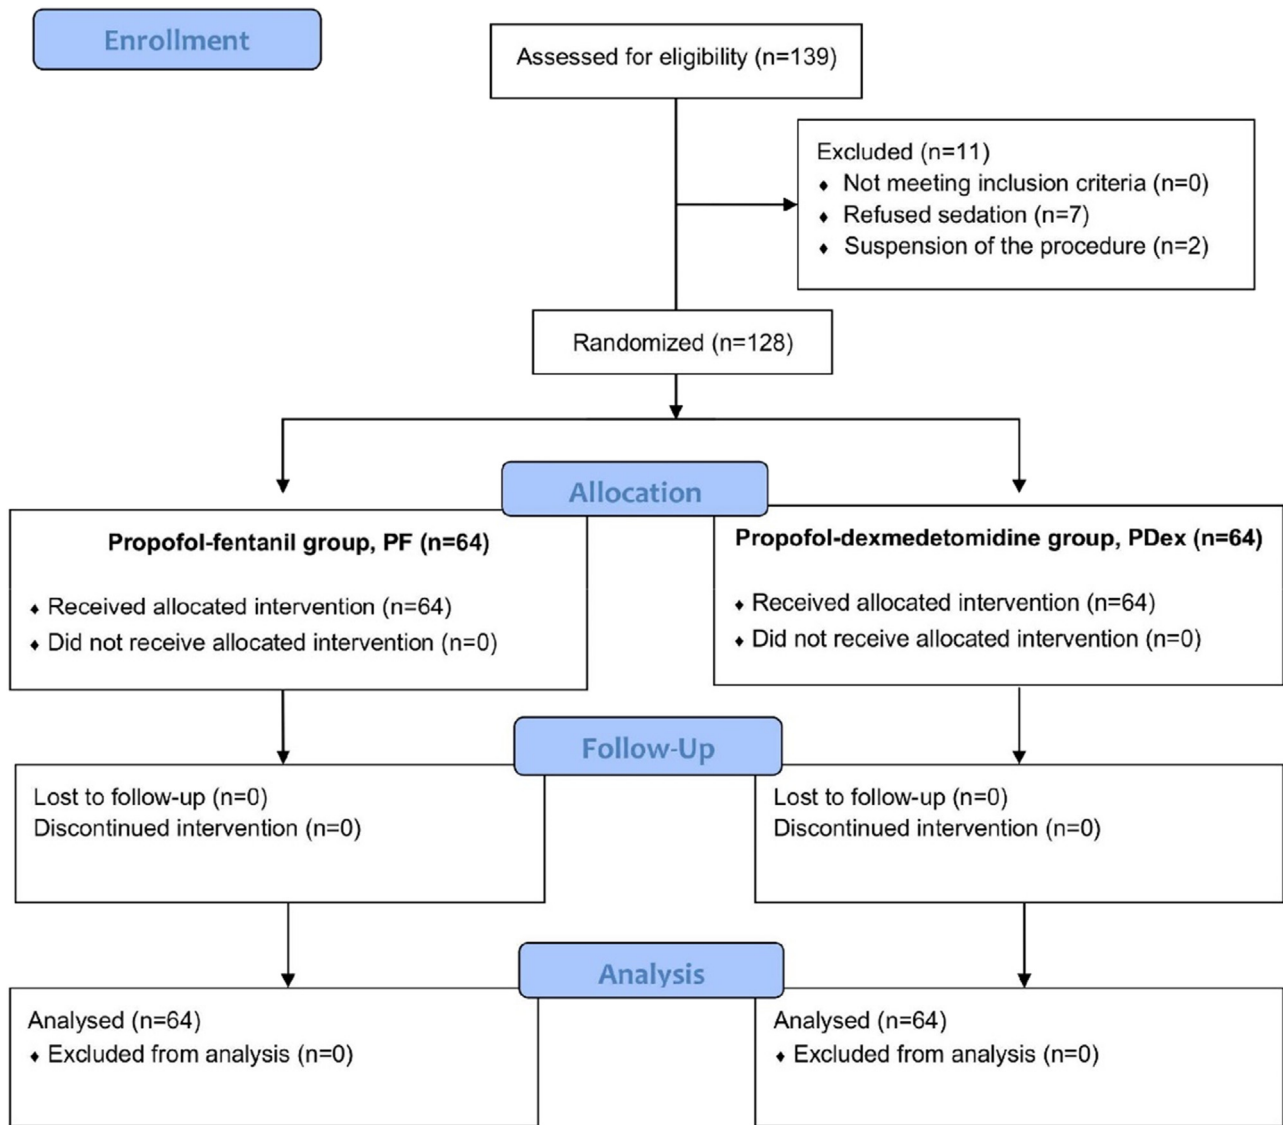 Enrollment
Assessed for eligibility (n=139)
Excluded (n=11)
♦ Not meeting inclusion criteria (n=0)
♦ Refused sedation (n=7)
♦ Suspension of the procedure (n=2)
Randomized (n=128)
Allocation
Propofol-fentanil group, PF (n=64)
♦ Received allocated intervention (n=64)
♦ Did not receive allocated intervention (n=0)
Propofol-dexmedetomidine group, PDex (n=64)
♦ Received allocated intervention (n=64)
♦ Did not receive allocated intervention (n=0)
Follow-Up
Lost to follow-up (n=0)
Discontinued intervention (n=0)
Lost to follow-up (n=0)
Discontinued intervention (n=0)
Analysis
Analysed (n=64)
♦ Excluded from analysis (n=0)
Analysed (n=64)
♦ Excluded from analysis (n=0)